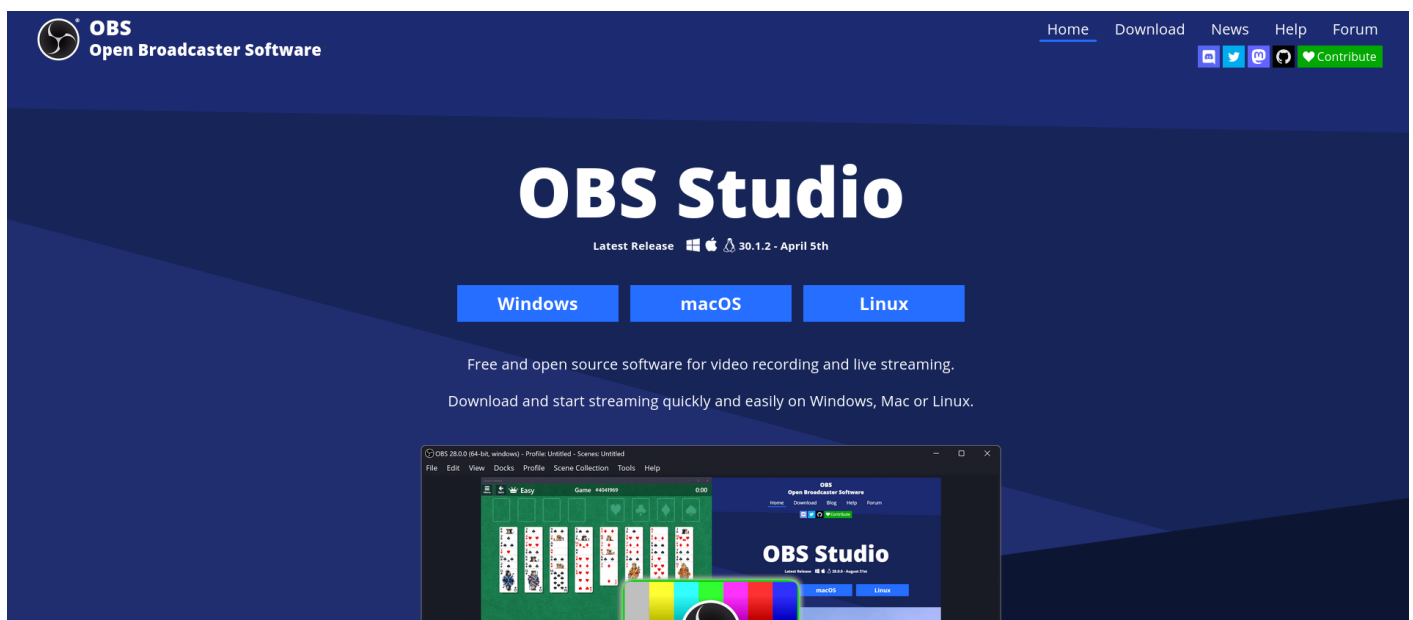 OBS
Open Broadcaster Software
Home Download News Help Forum
Contribute
OBS Studio
Latest Release 30.1.2 - April 5th
Windows macOS Linux
Free and open source software for video recording and live streaming.
Download and start streaming quickly and easily on Windows, Mac or Linux.
OBS 28.0.0 (64-bit, windows) - Profile: Untitled - Scenes: Untitled
File Edit View Docks Profile Scene Collection Tools Help
Easy Game #4041969 0:00
OBS
Open Broadcaster Software
Home Download Blog Help Forum
Contribute
OBS Studio
Latest Release
macOS Linux